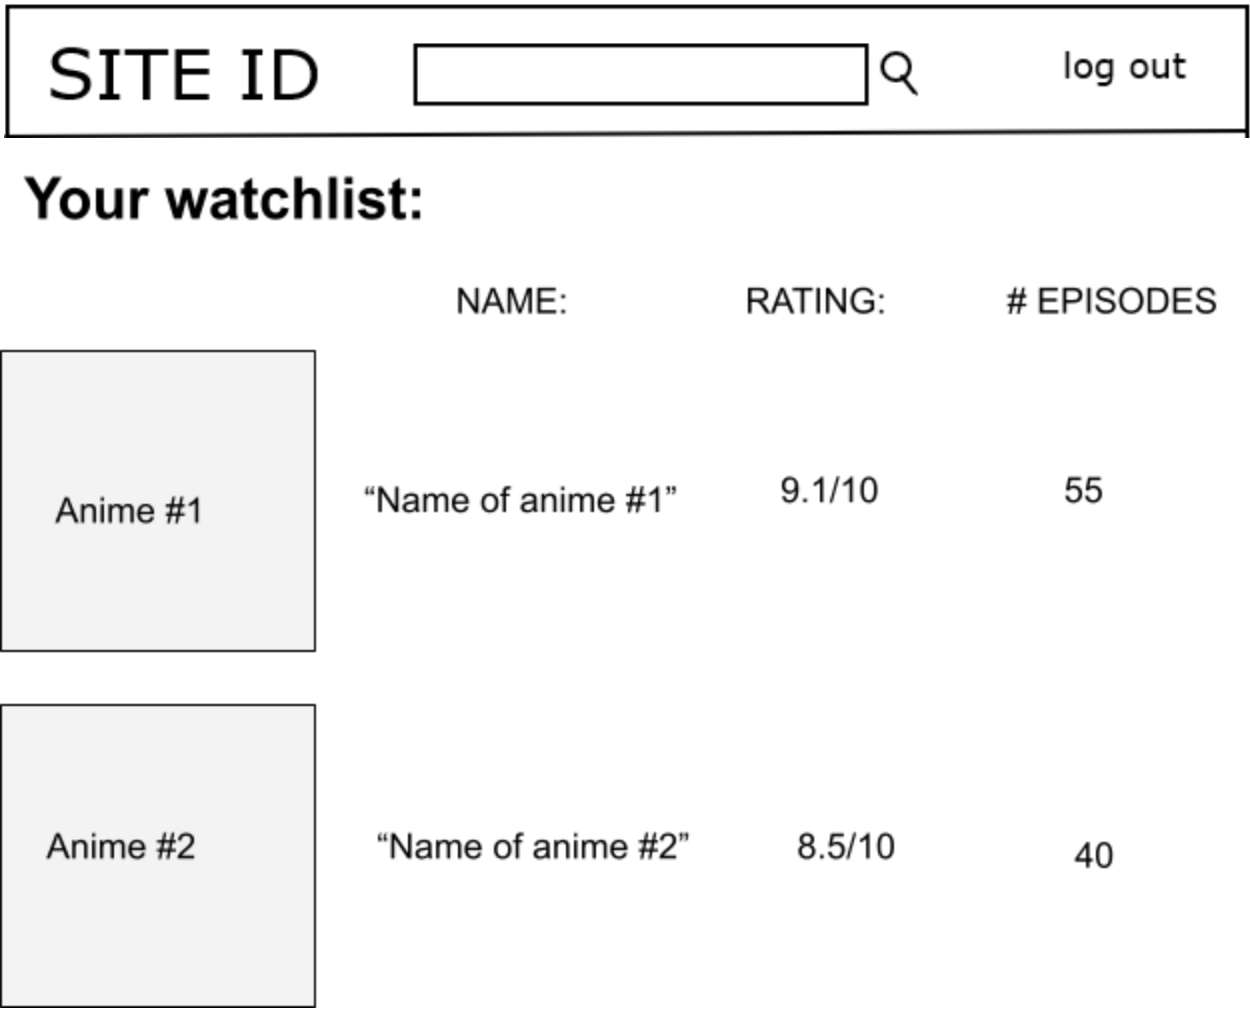 SITE ID log out
Your watchlist:
NAME: RATING: # EPISODES
Anime #1 “Name of anime #1” 9.1/10 55
Anime #2 “Name of anime #2” 8.5/10 40